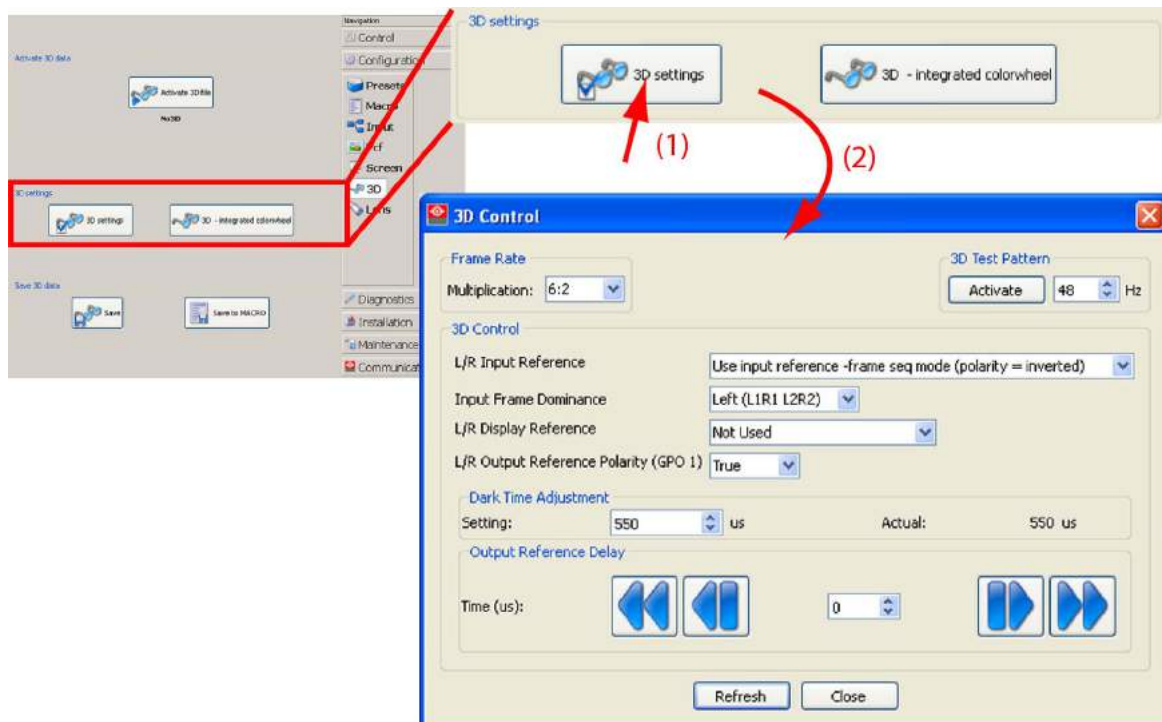 Navigation
Control
Configuration
Activate 3D data
Activate 3D file
No3D
Presets
Macro
Input
Pcf
Screen
3D
Lens
3D settings
3D settings
3D - integrated colorwheel
Save 3D data
Save
Save to MACRO
Diagnostics
Installation
Maintenance
Communicat
3D settings
3D settings
3D - integrated colorwheel
(1)
(2)
3D Control
Frame Rate
Multiplication: 6:2
3D Test Pattern
Activate 48 Hz
3D Control
L/R Input Reference Use input reference -frame seq mode (polarity = inverted)
Input Frame Dominance Left (L1R1 L2R2)
L/R Display Reference Not Used
L/R Output Reference Polarity (GPO 1) True
Dark Time Adjustment
Setting: 550 us Actual: 550 us
Output Reference Delay
Time (us): 0
Refresh Close